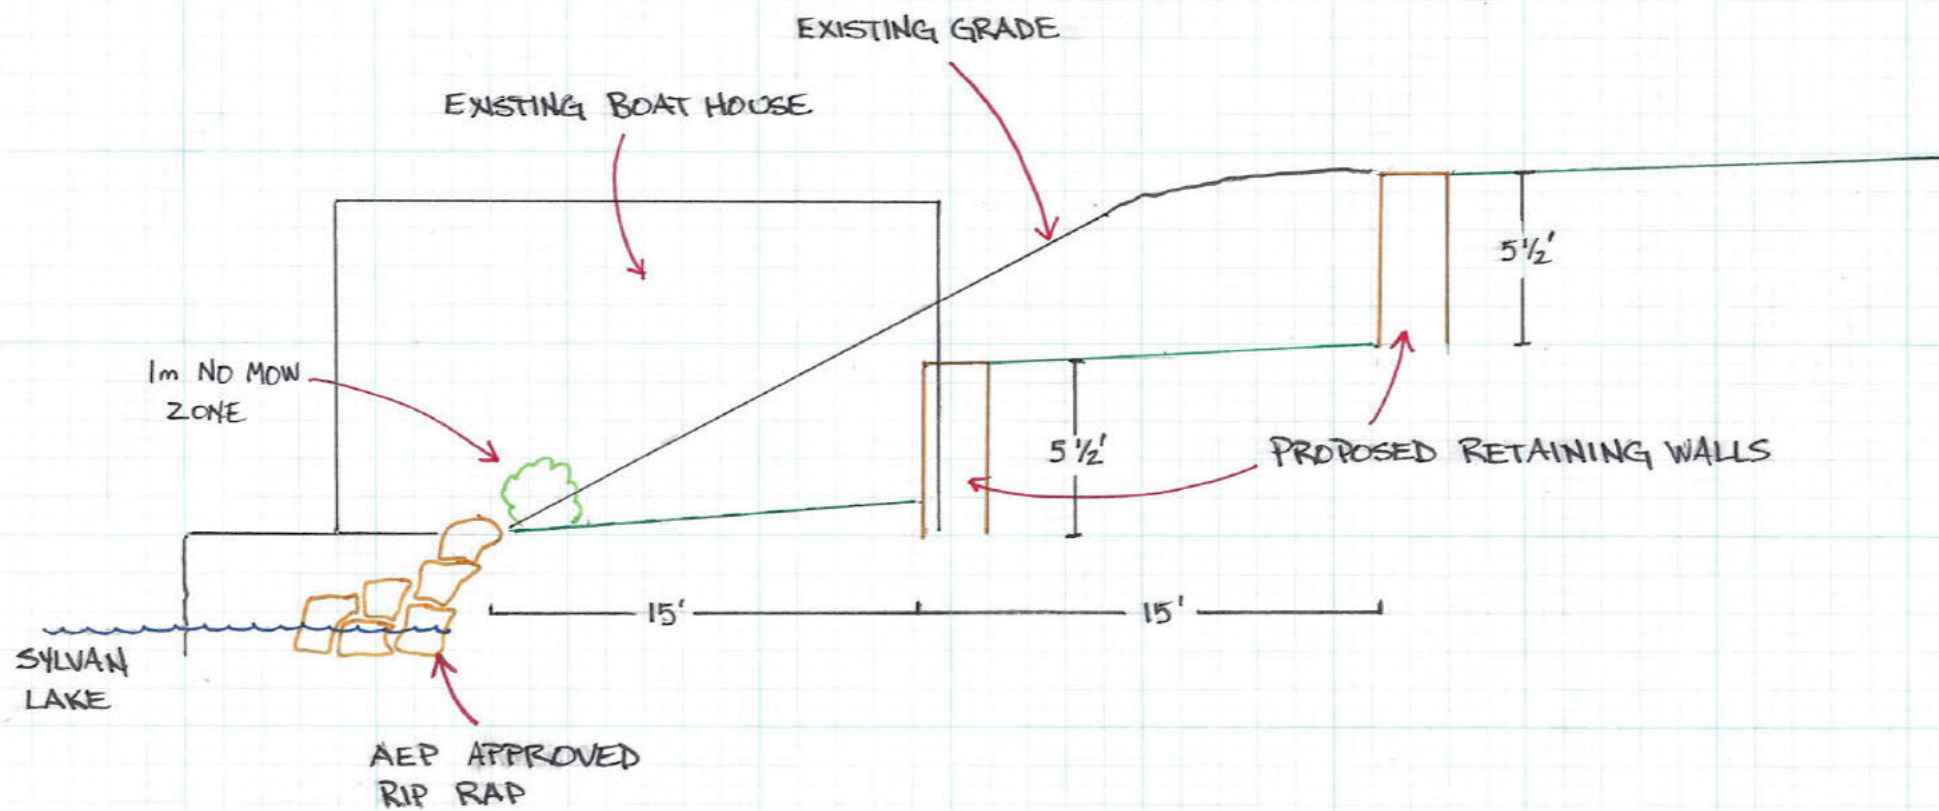 EXISTING GRADE
EXISTING BOAT HOUSE
5 1/2'
1m NO MOW
ZONE
5 1/2'
PROPOSED RETAINING WALLS
15'
15'
SYLVAN
LAKE
AEP APPROVED
RIP RAP